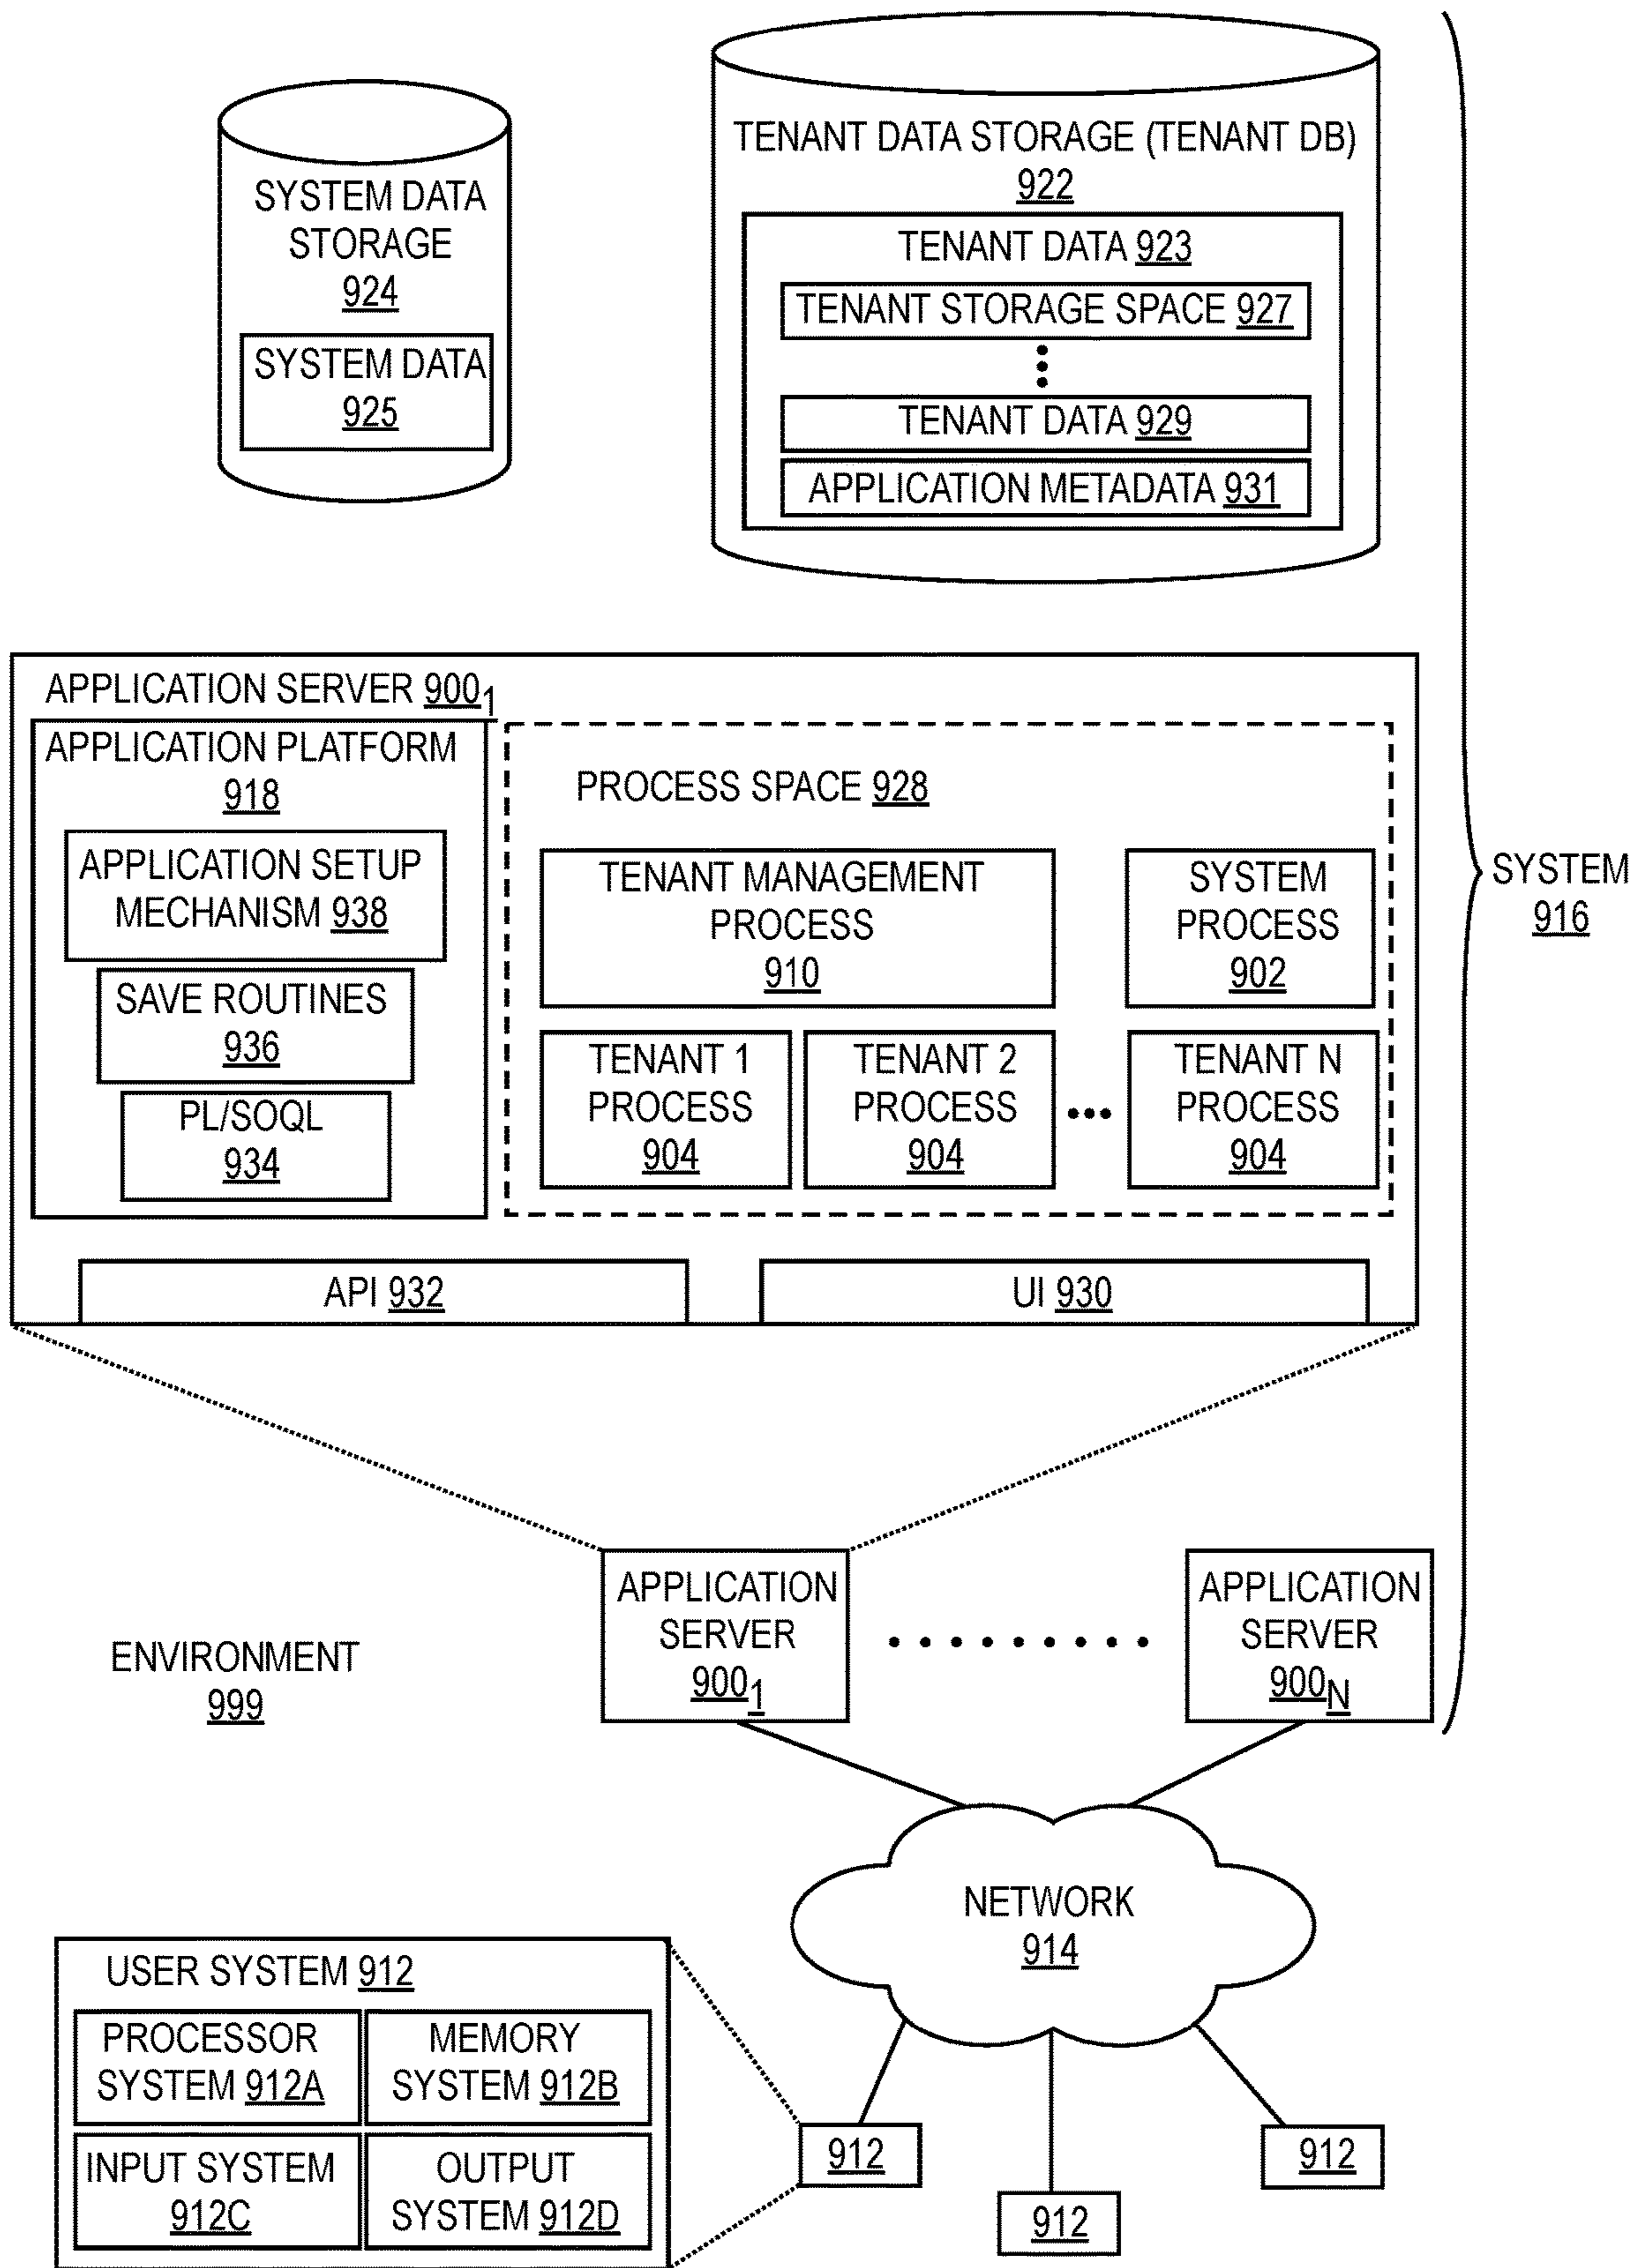 SYSTEM DATA
STORAGE
924
SYSTEM DATA
925
TENANT DATA STORAGE (TENANT DB)
922
TENANT DATA 923
TENANT STORAGE SPACE 927
TENANT DATA 929
APPLICATION METADATA 931
APPLICATION SERVER 900₁
APPLICATION PLATFORM
918
APPLICATION SETUP
MECHANISM 938
SAVE ROUTINES
936
PL/SOQL
934
PROCESS SPACE 928
TENANT MANAGEMENT
PROCESS
910
SYSTEM
PROCESS
902
TENANT 1
PROCESS
904
TENANT 2
PROCESS
904
TENANT N
PROCESS
904
API 932
UI 930
SYSTEM
916
APPLICATION
SERVER
900₁
APPLICATION
SERVER
900N
ENVIRONMENT
999
NETWORK
914
USER SYSTEM 912
PROCESSOR
SYSTEM 912A
MEMORY
SYSTEM 912B
INPUT SYSTEM
912C
OUTPUT
SYSTEM 912D
912
912
912